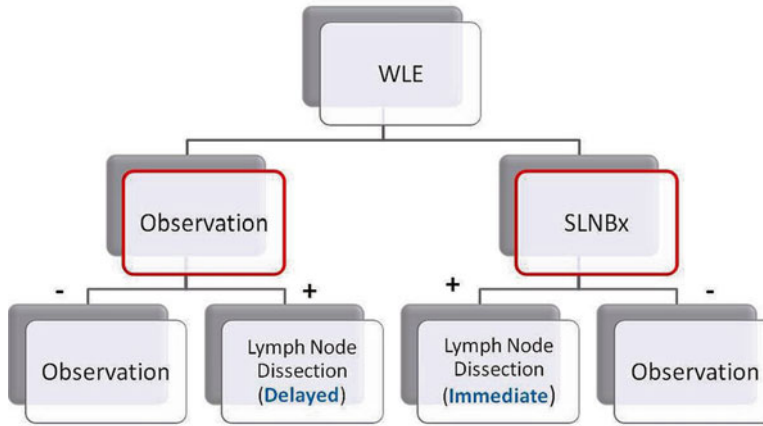 WLE
Observation
SLNBx
- + + -
Observation
Lymph Node
Dissection
(Delayed)
Lymph Node
Dissection
(Immediate)
Observation